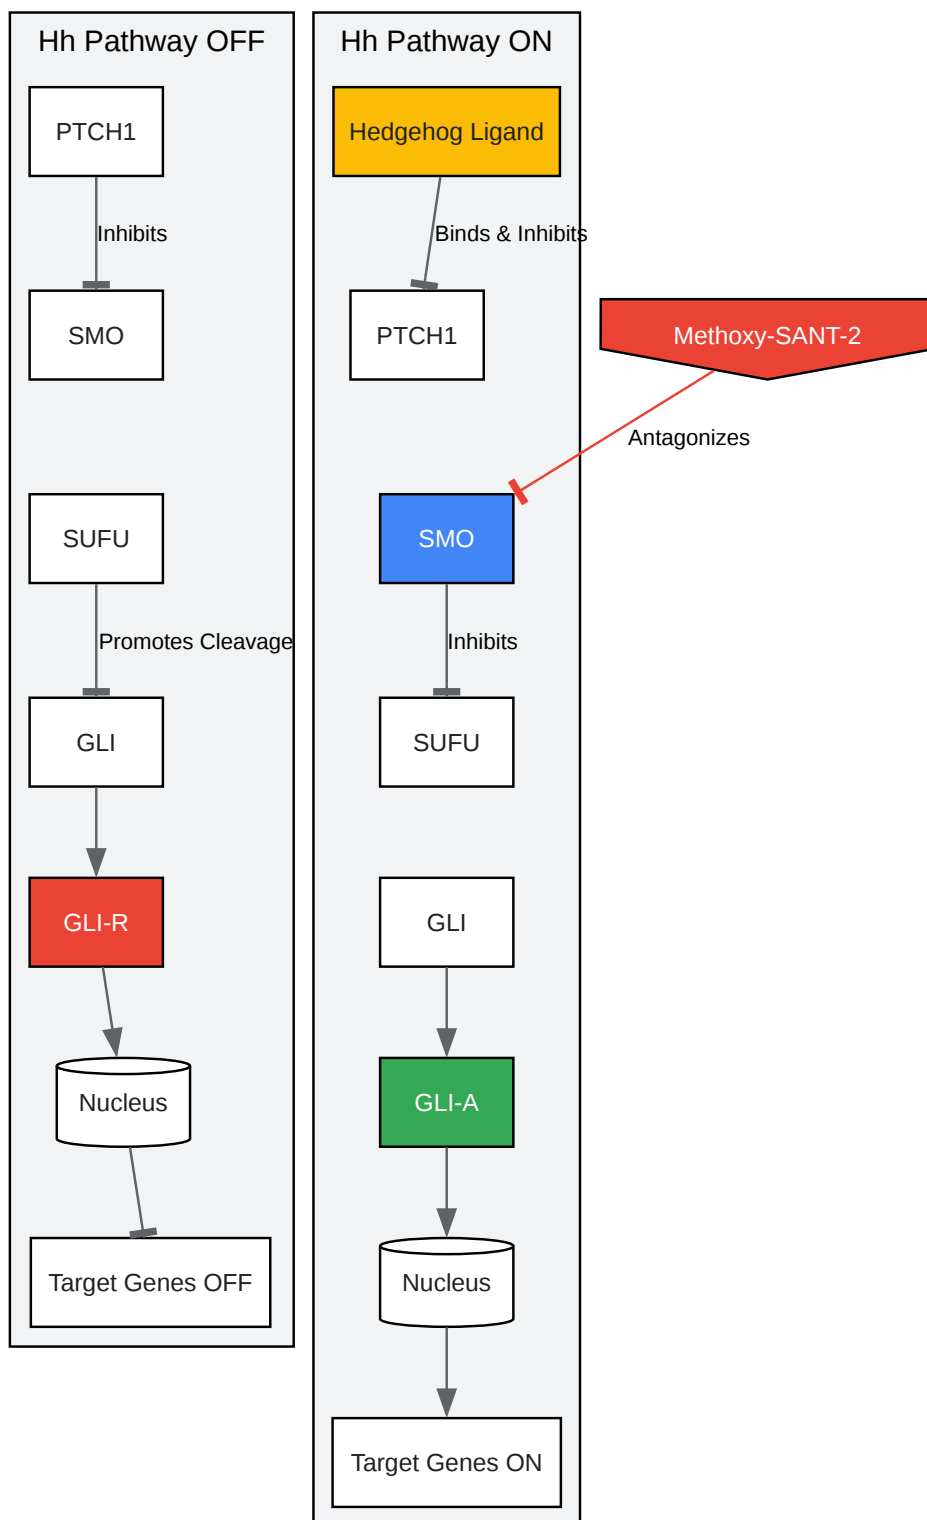 Hh Pathway OFF
PTCH1
Inhibits
SMO
SUFU
Promotes Cleavage
GLI
GLI-R
Nucleus
Target Genes OFF
Hh Pathway ON
Hedgehog Ligand
Binds & Inhibits
PTCH1
Methoxy-SANT-2
Antagonizes
SMO
Inhibits
SUFU
GLI
GLI-A
Nucleus
Target Genes ON